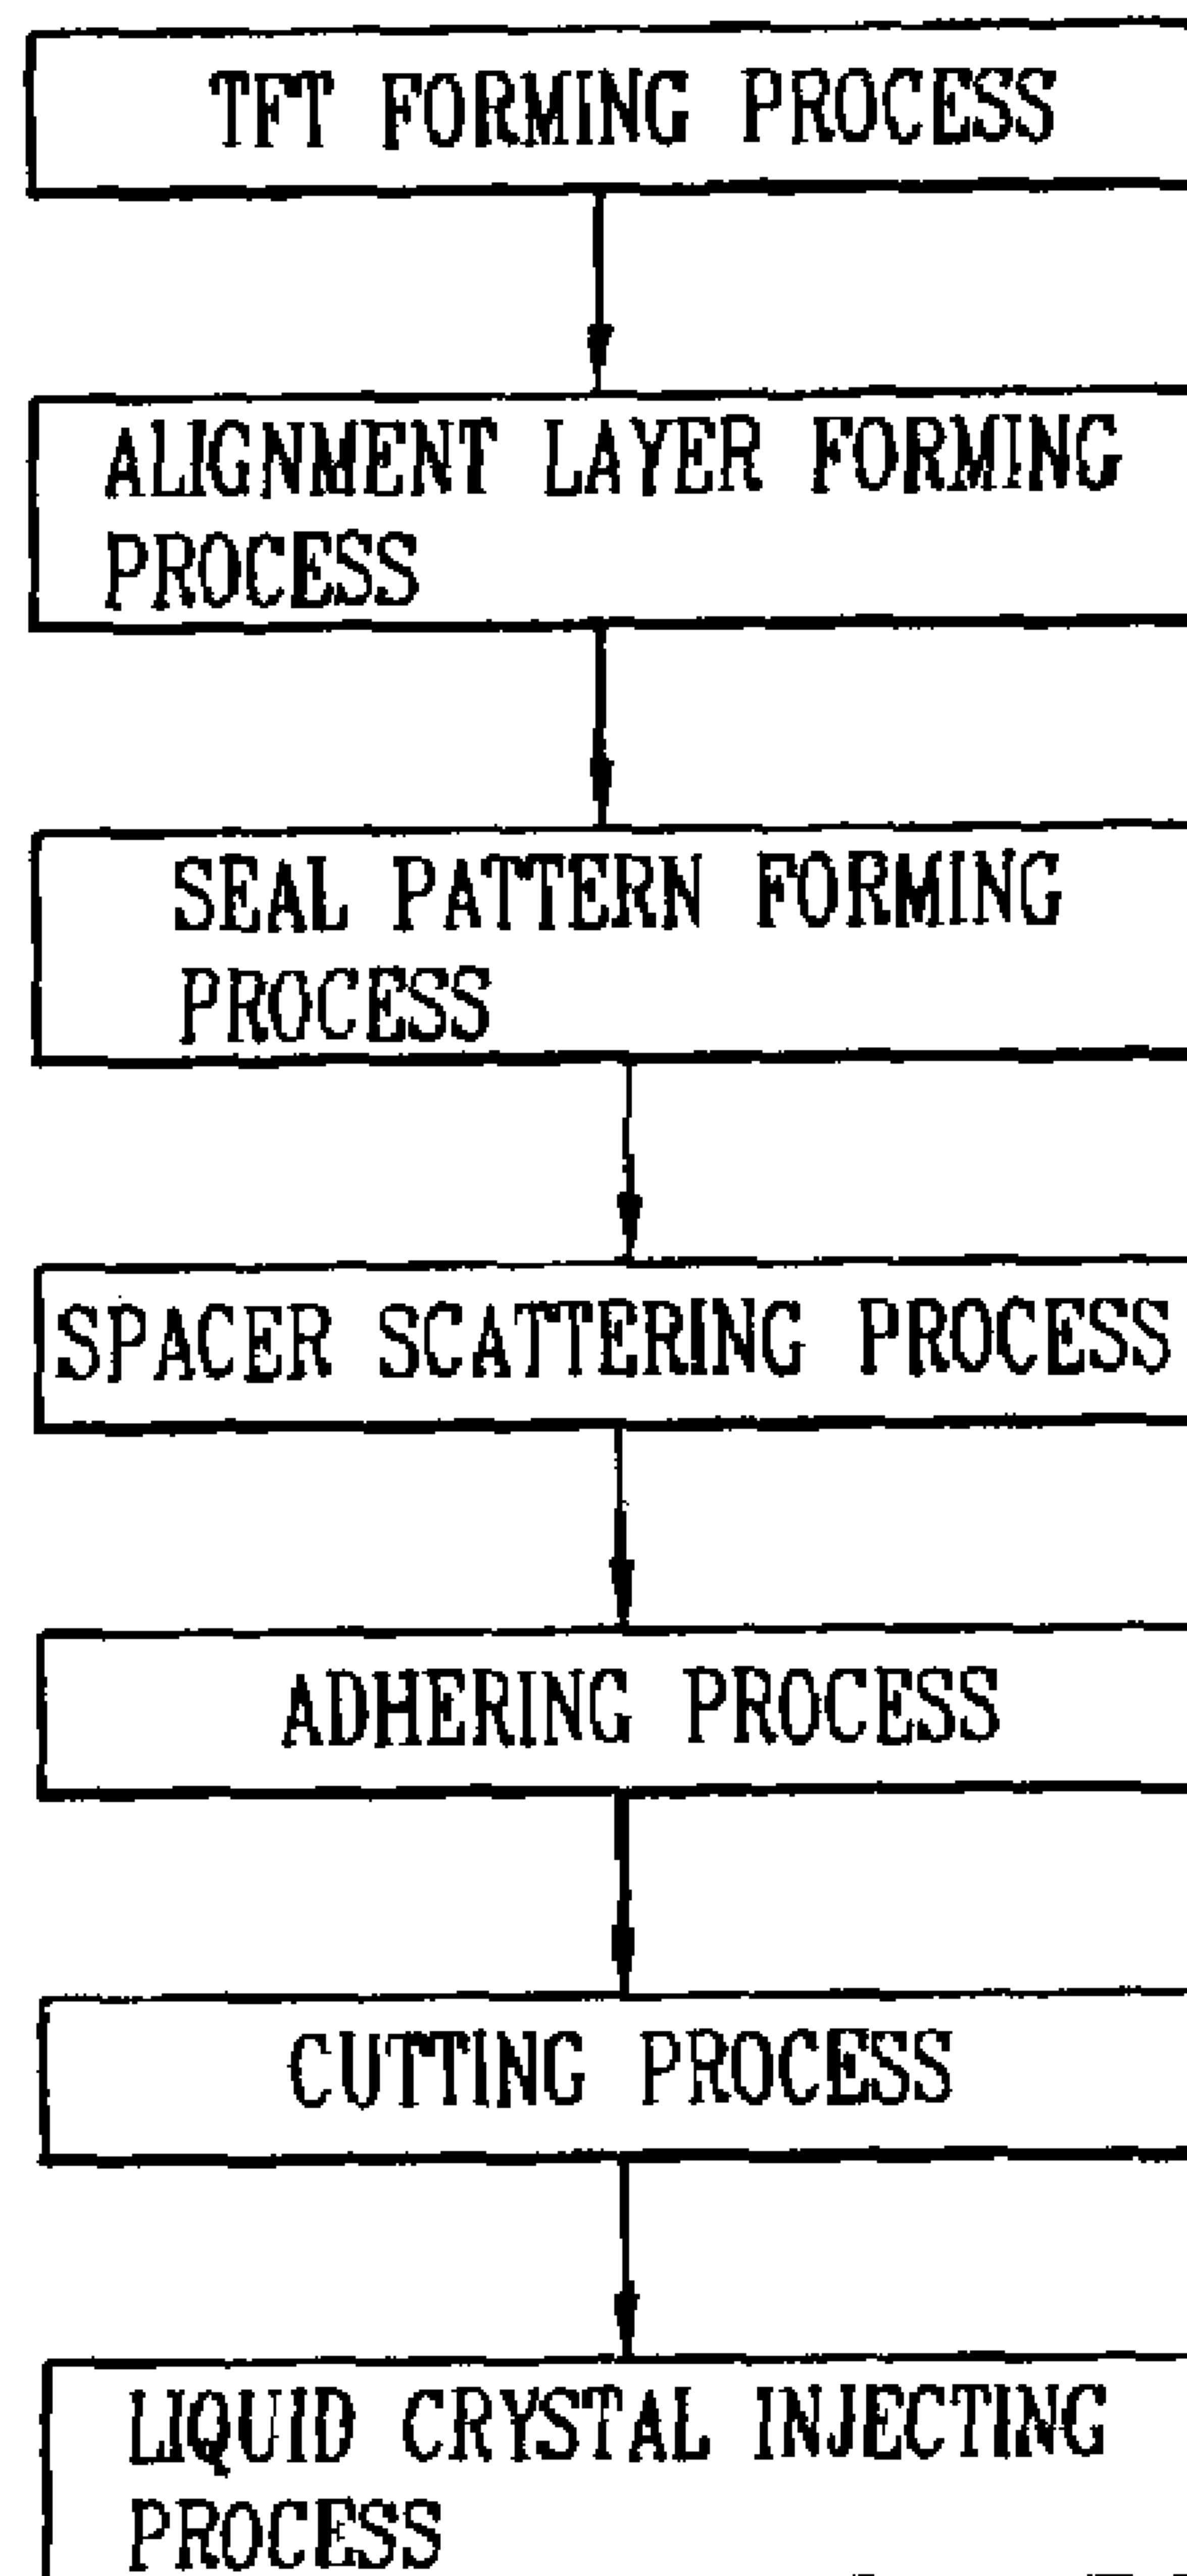 TFT FORMING PROCESS
ALIGNMENT LAYER FORMING
PROCESS
SEAL PATTERN FORMING
PROCESS
SPACER SCATTERING PROCESS
ADHERING PROCESS
CUTTING PROCESS
LIQUID CRYSTAL INJECTING
PROCESS